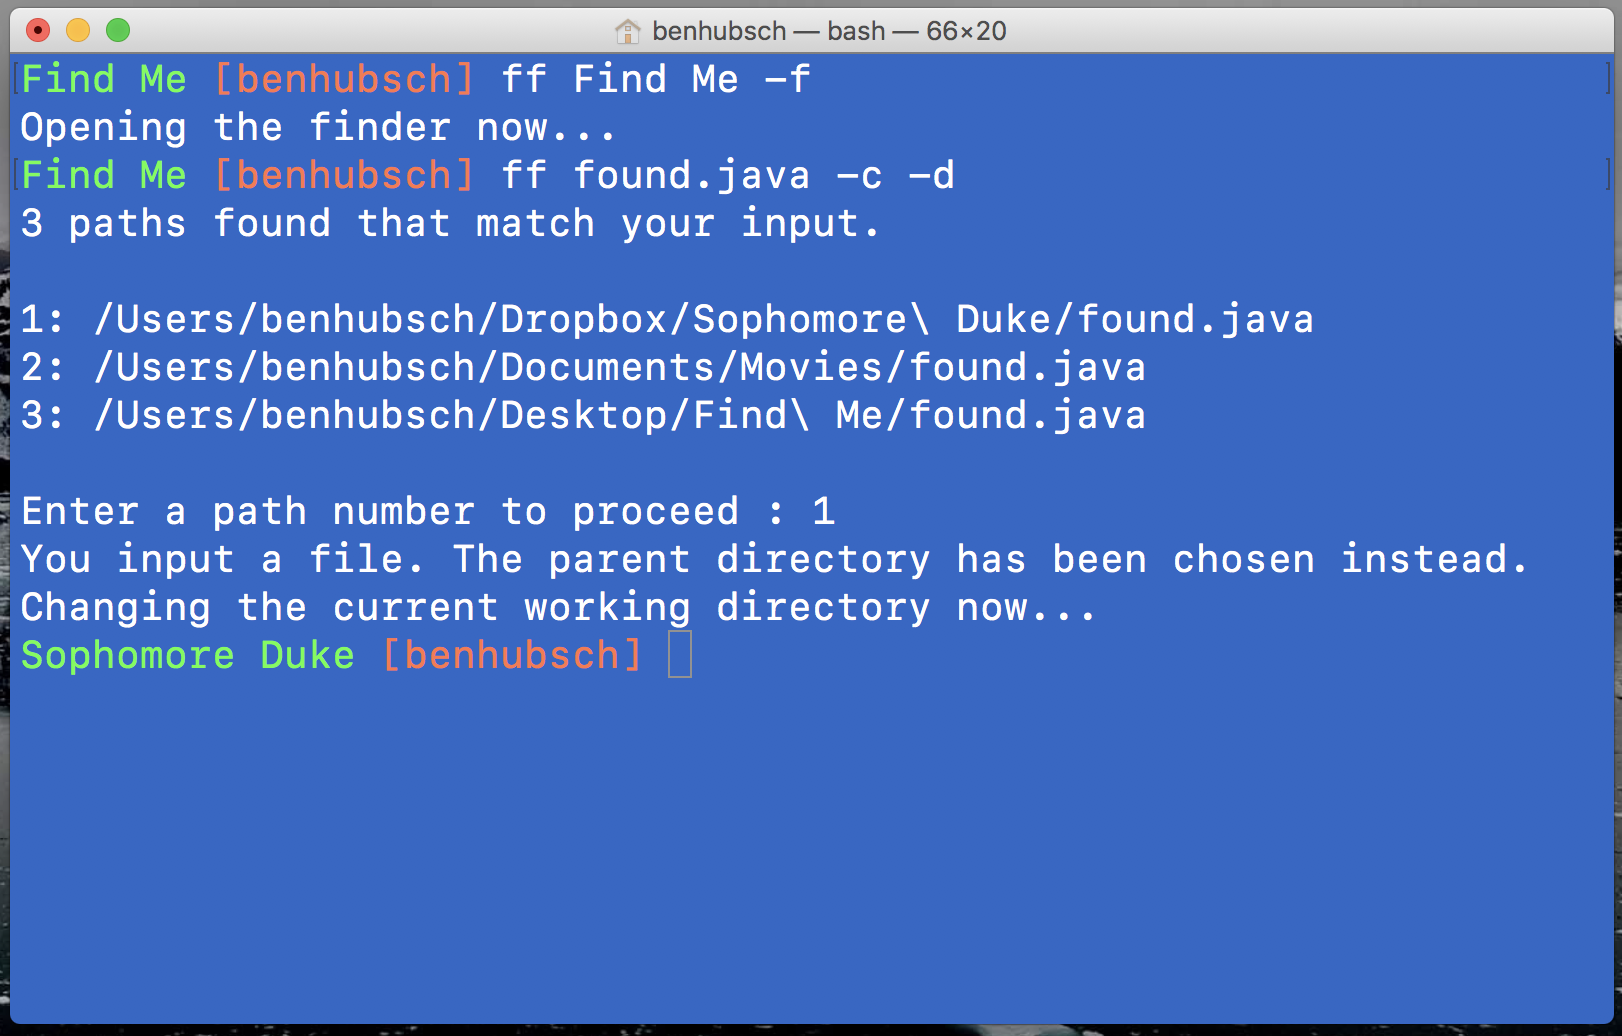 benhubsch — bash — 66×20
Find Me [benhubsch] ff Find Me -f
Opening the finder now...
Find Me [benhubsch] ff found.java -c -d
3 paths found that match your input.
1: /Users/benhubsch/Dropbox/Sophomore\ Duke/found.java
2: /Users/benhubsch/Documents/Movies/found.java
3: /Users/benhubsch/Desktop/Find\ Me/found.java
Enter a path number to proceed : 1
You input a file. The parent directory has been chosen instead.
Changing the current working directory now...
Sophomore Duke [benhubsch]